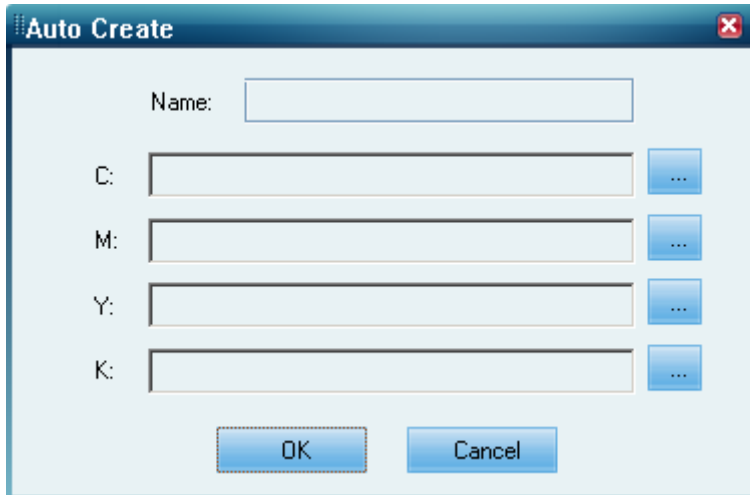 Auto Create
Name:
C: ...
M: ...
Y: ...
K: ...
OK Cancel